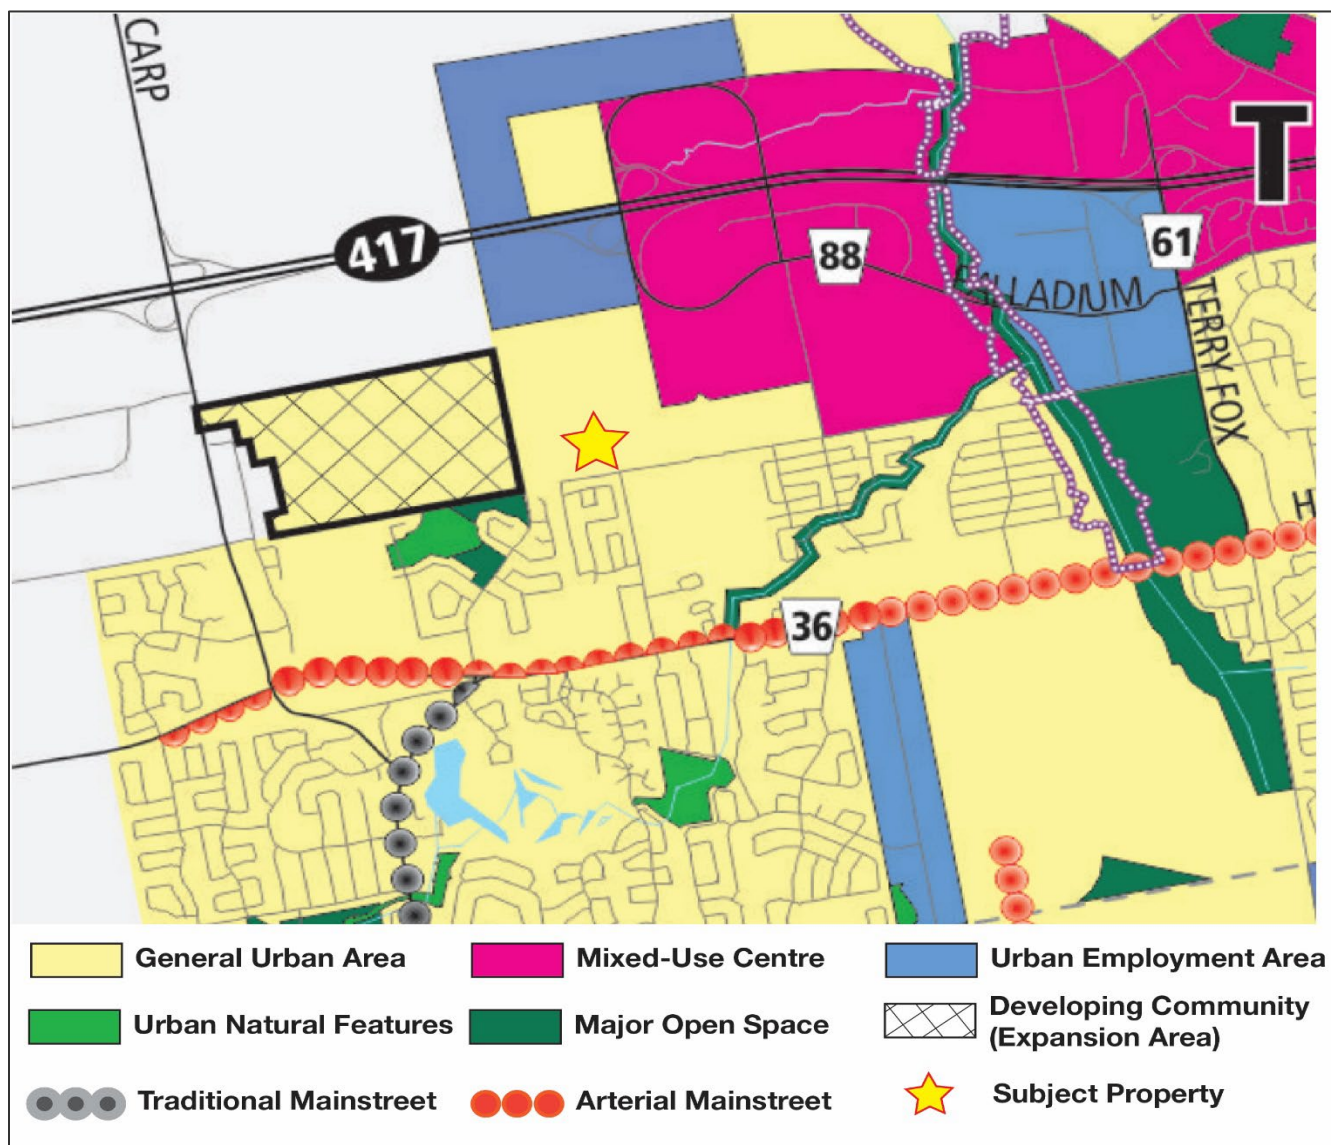 CARP
T
417
88
61
PALLADIUM
TERRY FOX
H
36
General Urban Area
Mixed-Use Centre
Urban Employment Area
Urban Natural Features
Major Open Space
Developing Community
(Expansion Area)
Traditional Mainstreet
Arterial Mainstreet
Subject Property